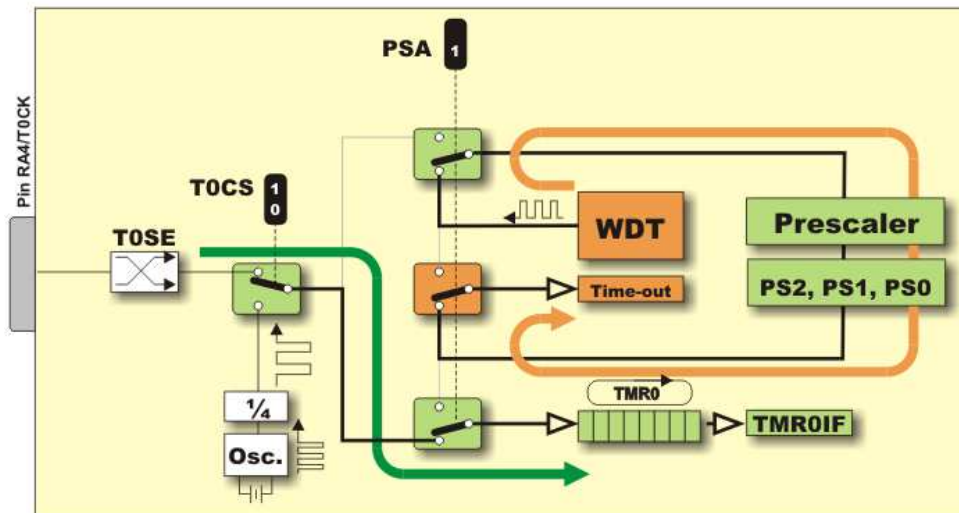 PSA
1
Pin RA4/T0CK
T0CS
1
0
WDT
Prescaler
T0SE
Time-out
PS2, PS1, PS0
TMR0
1/4
TMR0IF
Osc.